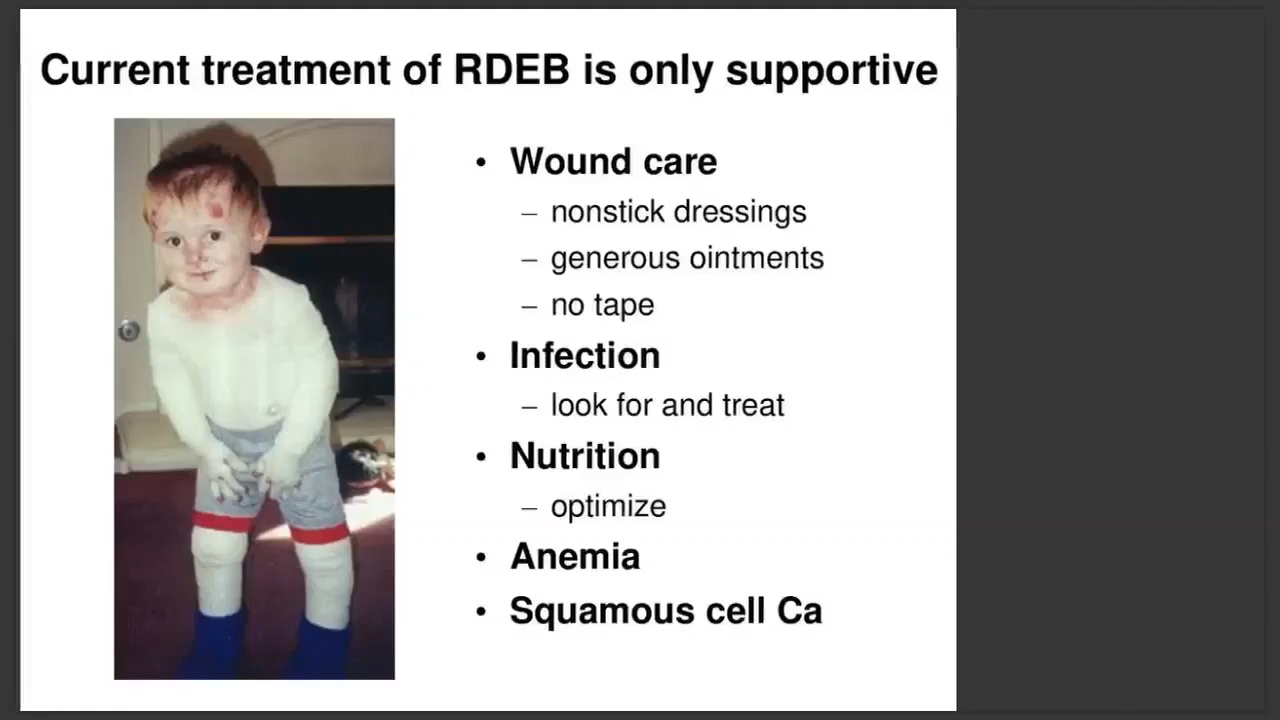 Current treatment of RDEB is only supportive
• Wound care
– nonstick dressings
– generous ointments
– no tape
• Infection
– look for and treat
• Nutrition
– optimize
• Anemia
• Squamous cell Ca